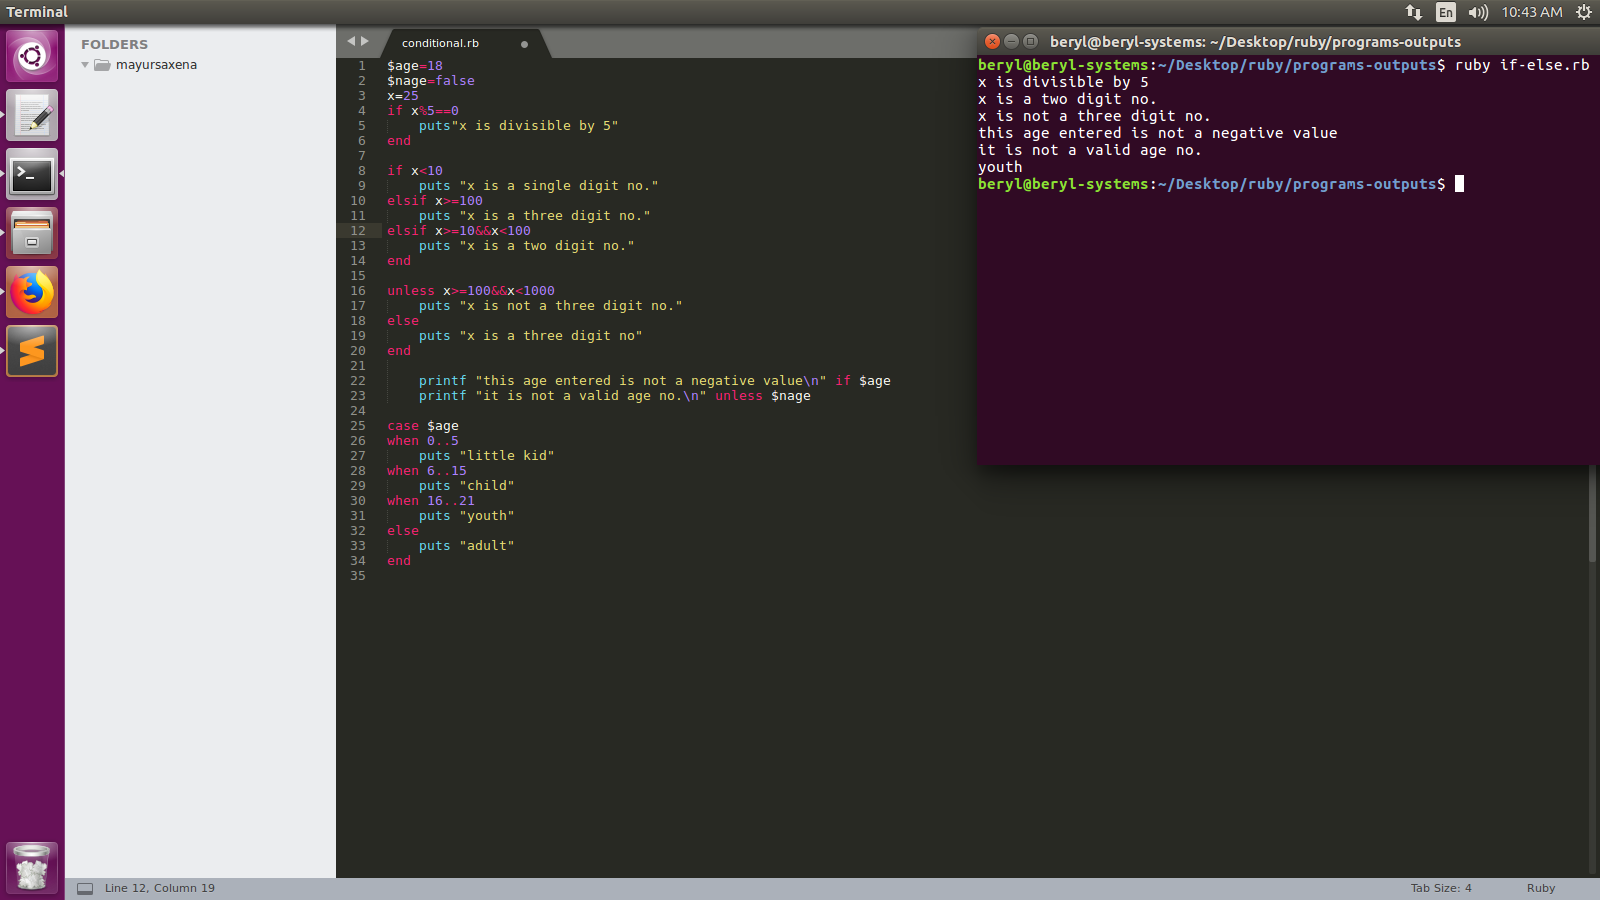 Terminal
En
10:43 AM
FOLDERS
mayursaxena
conditional.rb
1 $age=18
2 $nage=false
3 x=25
4 if x%5==0
5     puts"x is divisible by 5"
6 end
7
8 if x<10
9     puts "x is a single digit no."
10 elsif x>=100
11     puts "x is a three digit no."
12 elsif x>=10&&x<100
13     puts "x is a two digit no."
14 end
15
16 unless x>=100&&x<1000
17     puts "x is not a three digit no."
18 else
19     puts "x is a three digit no"
20 end
21
22     printf "this age entered is not a negative value\n" if $age
23     printf "it is not a valid age no.\n" unless $nage
24
25 case $age
26 when 0..5
27     puts "little kid"
28 when 6..15
29     puts "child"
30 when 16..21
31     puts "youth"
32 else
33     puts "adult"
34 end
35
beryl@beryl-systems: ~/Desktop/ruby/programs-outputs
beryl@beryl-systems:~/Desktop/ruby/programs-outputs$ ruby if-else.rb
x is divisible by 5
x is a two digit no.
x is not a three digit no.
this age entered is not a negative value
it is not a valid age no.
youth
beryl@beryl-systems:~/Desktop/ruby/programs-outputs$
Line 12, Column 19
Tab Size: 4
Ruby